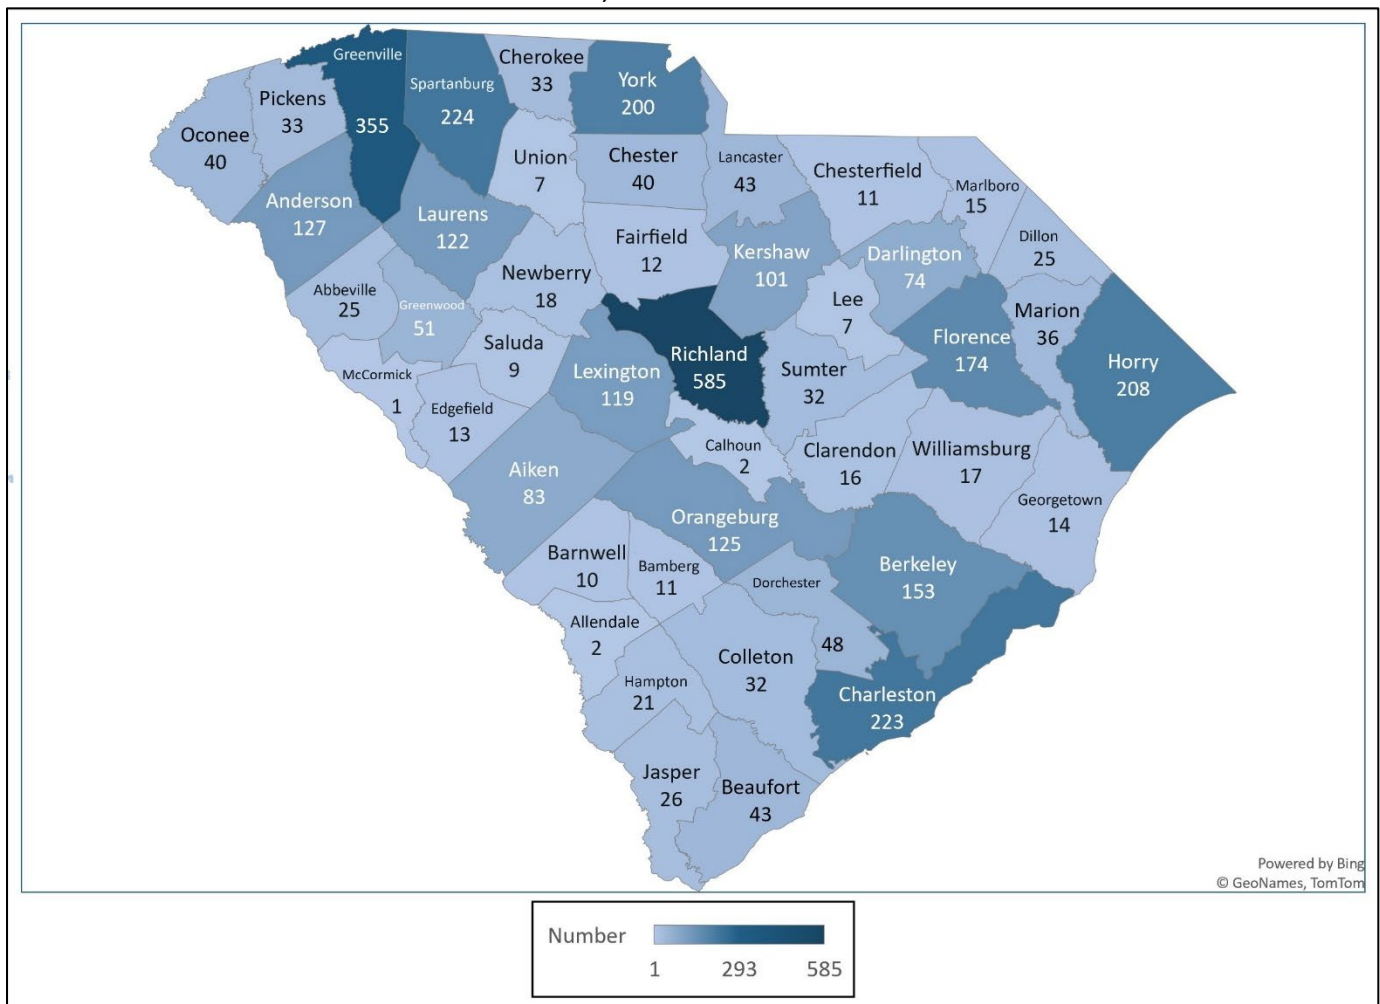 Greenville
355
Spartanburg
224
Cherokee
33
York
200
Pickens
33
Oconee
40
Union
7
Chester
40
Lancaster
43
Chesterfield
11
Marlboro
15
Anderson
127
Laurens
122
Fairfield
12
Kershaw
101
Darlington
74
Dillon
25
Newberry
18
Abbeville
25
Greenwood
51
Lee
7
Marion
36
Saluda
9
Richland
585
Florence
174
Horry
208
McCormick
1
Lexington
119
Sumter
32
Edgefield
13
Calhoun
2
Clarendon
16
Williamsburg
17
Aiken
83
Georgetown
14
Orangeburg
125
Barnwell
10
Bamberg
11
Berkeley
153
Dorchester
48
Allendale
2
Colleton
32
Hampton
21
Charleston
223
Jasper
26
Beaufort
43
Powered by Bing
© GeoNames, TomTom
Number
1 293 585